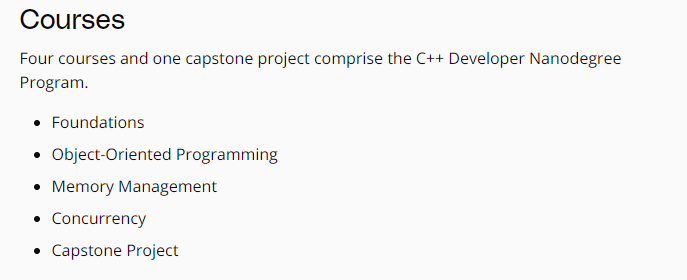 Courses
Four courses and one capstone project comprise the C++ Developer Nanodegree
Program.
• Foundations
• Object-Oriented Programming
• Memory Management
• Concurrency
• Capstone Project